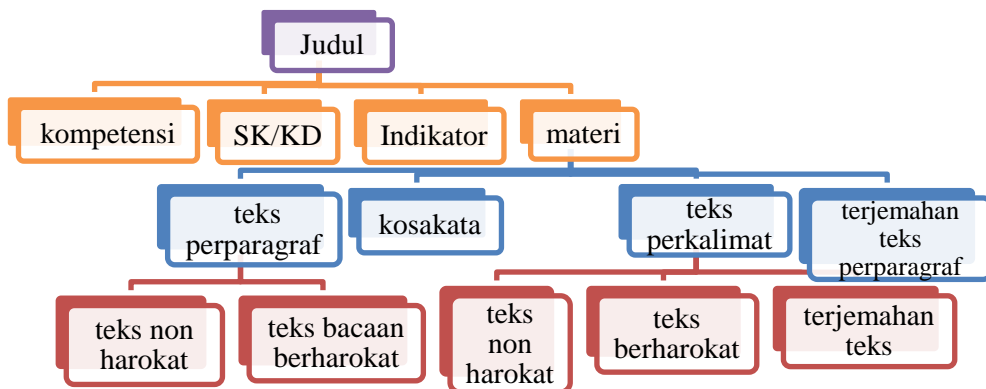 Judul
kompetensi
SK/KD
Indikator
materi
teks
perparagraf
kosakata
teks
perkalimat
terjemahan
teks
perparagraf
teks non
harokat
teks bacaan
berharokat
teks
non
harokat
teks
berharokat
terjemahan
teks